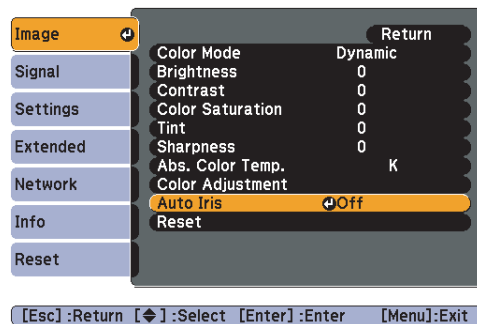 Image
Signal
Settings
Extended
Network
Info
Reset
Return
Color Mode Dynamic
Brightness 0
Contrast 0
Color Saturation 0
Tint 0
Sharpness 0
Abs. Color Temp. K
Color Adjustment
Auto Iris Off
Reset
[Esc] :Return [◆] :Select [Enter] :Enter [Menu]:Exit